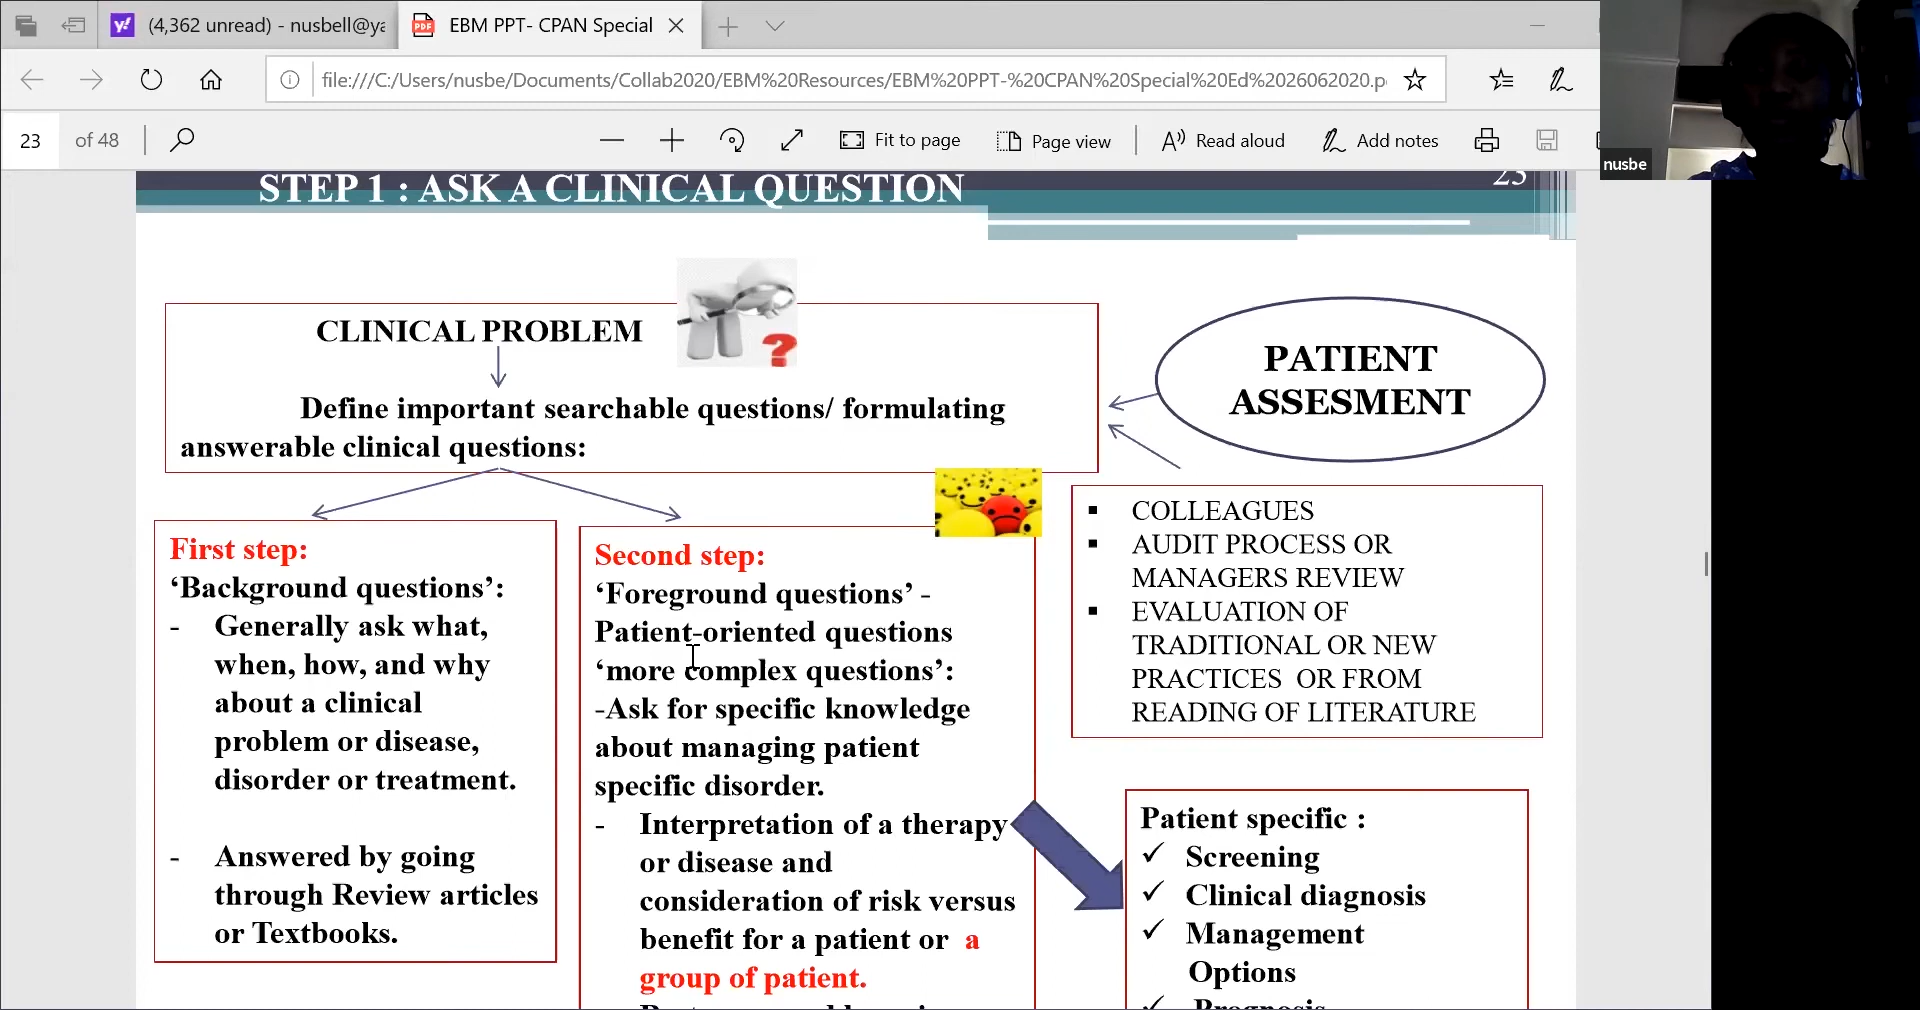 (4,362 unread) - nusbell@ya
EBM PPT- CPAN Special
file:///C:/Users/nusbe/Documents/Collab2020/EBM%20Resources/EBM%20PPT-%20CPAN%20Special%20Ed%2026062020.p
23 of 48
Fit to page
Page view
Read aloud
Add notes
nusbe
STEP 1 : ASK A CLINICAL QUESTION
23
CLINICAL PROBLEM
?
Define important searchable questions/ formulating
answerable clinical questions:
PATIENT
ASSESMENT
First step:
‘Background questions’:
- Generally ask what,
when, how, and why
about a clinical
problem or disease,
disorder or treatment.
- Answered by going
through Review articles
or Textbooks.
Second step:
‘Foreground questions’ -
Patient-oriented questions
‘more complex questions’:
-Ask for specific knowledge
about managing patient
specific disorder.
- Interpretation of a therapy
or disease and
consideration of risk versus
benefit for a patient or a
group of patient.
▪ COLLEAGUES
▪ AUDIT PROCESS OR
MANAGERS REVIEW
▪ EVALUATION OF
TRADITIONAL OR NEW
PRACTICES OR FROM
READING OF LITERATURE
Patient specific :
✓ Screening
✓ Clinical diagnosis
✓ Management
Options
✓ Prognosis